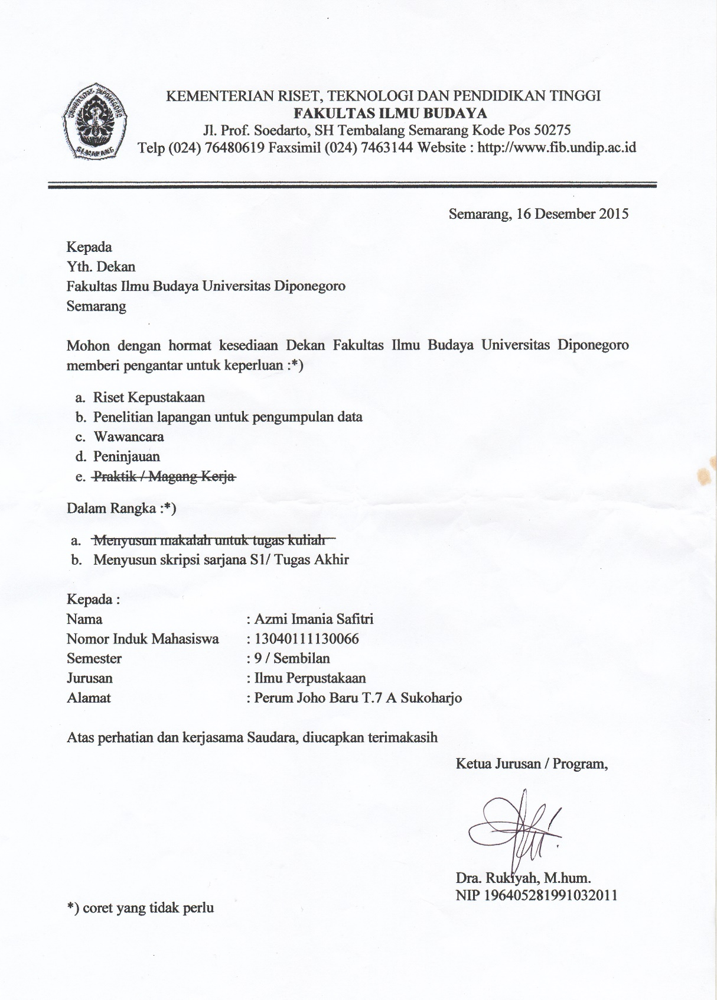 UNIVERSITAS DIPONEGORO
SEMARANG
KEMENTERIAN RISET, TEKNOLOGI DAN PENDIDIKAN TINGGI
FAKULTAS ILMU BUDAYA
Jl. Prof. Soedarto, SH Tembalang Semarang Kode Pos 50275
Telp (024) 76480619 Faxsimil (024) 7463144 Website : http://www.fib.undip.ac.id
Semarang, 16 Desember 2015
Kepada
Yth. Dekan
Fakultas Ilmu Budaya Universitas Diponegoro
Semarang
Mohon dengan hormat kesediaan Dekan Fakultas Ilmu Budaya Universitas Diponegoro
memberi pengantar untuk keperluan :*)
a. Riset Kepustakaan
b. Penelitian lapangan untuk pengumpulan data
c. Wawancara
d. Peninjauan
e. Praktik / Magang Kerja
Dalam Rangka :*)
a. Menyusun makalah untuk tugas kuliah
b. Menyusun skripsi sarjana S1/ Tugas Akhir
Kepada :
Nama : Azmi Imania Safitri
Nomor Induk Mahasiswa : 13040111130066
Semester : 9 / Sembilan
Jurusan : Ilmu Perpustakaan
Alamat : Perum Joho Baru T.7 A Sukoharjo
Atas perhatian dan kerjasama Saudara, diucapkan terimakasih
Ketua Jurusan / Program,
Dra. Rukiyah, M.hum.
NIP 196405281991032011
*) coret yang tidak perlu